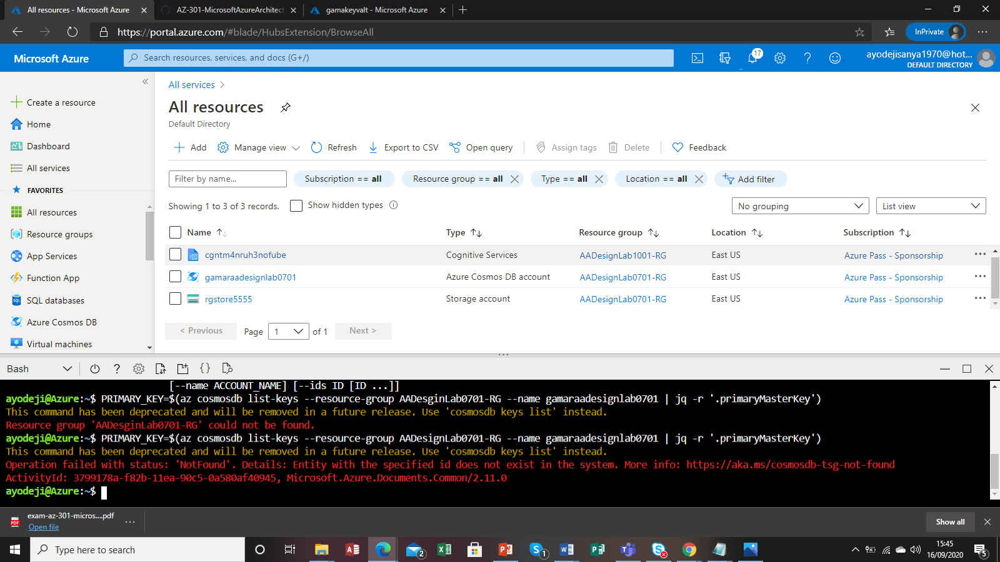 All resources - Microsoft Azure
AZ-301-MicrosoftAzureArchitect
gamakeyvalt - Microsoft Azure
https://portal.azure.com/#blade/HubsExtension/BrowseAll
InPrivate
Microsoft Azure
Search resources, services, and docs (G+/)
17
ayodejisanya1970@hot...
DEFAULT DIRECTORY
Create a resource
Home
Dashboard
All services
FAVORITES
All resources
Resource groups
App Services
Function App
SQL databases
Azure Cosmos DB
Virtual machines
All services >
All resources
Default Directory
Add
Manage view
Refresh
Export to CSV
Open query
Assign tags
Delete
Feedback
Filter by name...
Subscription == all
Resource group == all
Type == all
Location == all
Add filter
Showing 1 to 3 of 3 records.
Show hidden types
No grouping
List view
Name Type Resource group Location Subscription
cgntm4nruh3nofube Cognitive Services AADesignLab1001-RG East US Azure Pass - Sponsorship
gamaraadesignlab0701 Azure Cosmos DB account AADesignLab0701-RG East US Azure Pass - Sponsorship
rgstore5555 Storage account AADesignLab0701-RG East US Azure Pass - Sponsorship
< Previous Page 1 of 1 Next >
Bash
[--name ACCOUNT_NAME] [--ids ID [ID ...]]
ayodeji@Azure:~$ PRIMARY_KEY=$(az cosmosdb list-keys --resource-group AADesginLab0701-RG --name gamaraadesignlab0701 | jq -r '.primaryMasterKey')
This command has been deprecated and will be removed in a future release. Use 'cosmosdb keys list' instead.
Resource group 'AADesginLab0701-RG' could not be found.
ayodeji@Azure:~$ PRIMARY_KEY=$(az cosmosdb list-keys --resource-group AADesignLab0701-RG --name gamaraadesignlab0701 | jq -r '.primaryMasterKey')
This command has been deprecated and will be removed in a future release. Use 'cosmosdb keys list' instead.
Operation failed with status: 'NotFound'. Details: Entity with the specified id does not exist in the system. More info: https://aka.ms/cosmosdb-tsg-not-found
ActivityId: 3799178a-f82b-11ea-90c5-0a580af40945, Microsoft.Azure.Documents.Common/2.11.0
ayodeji@Azure:~$
PDF
exam-az-301-micros....pdf
Open file
Show all
Type here to search
2
1
15:45
16/09/2020
5